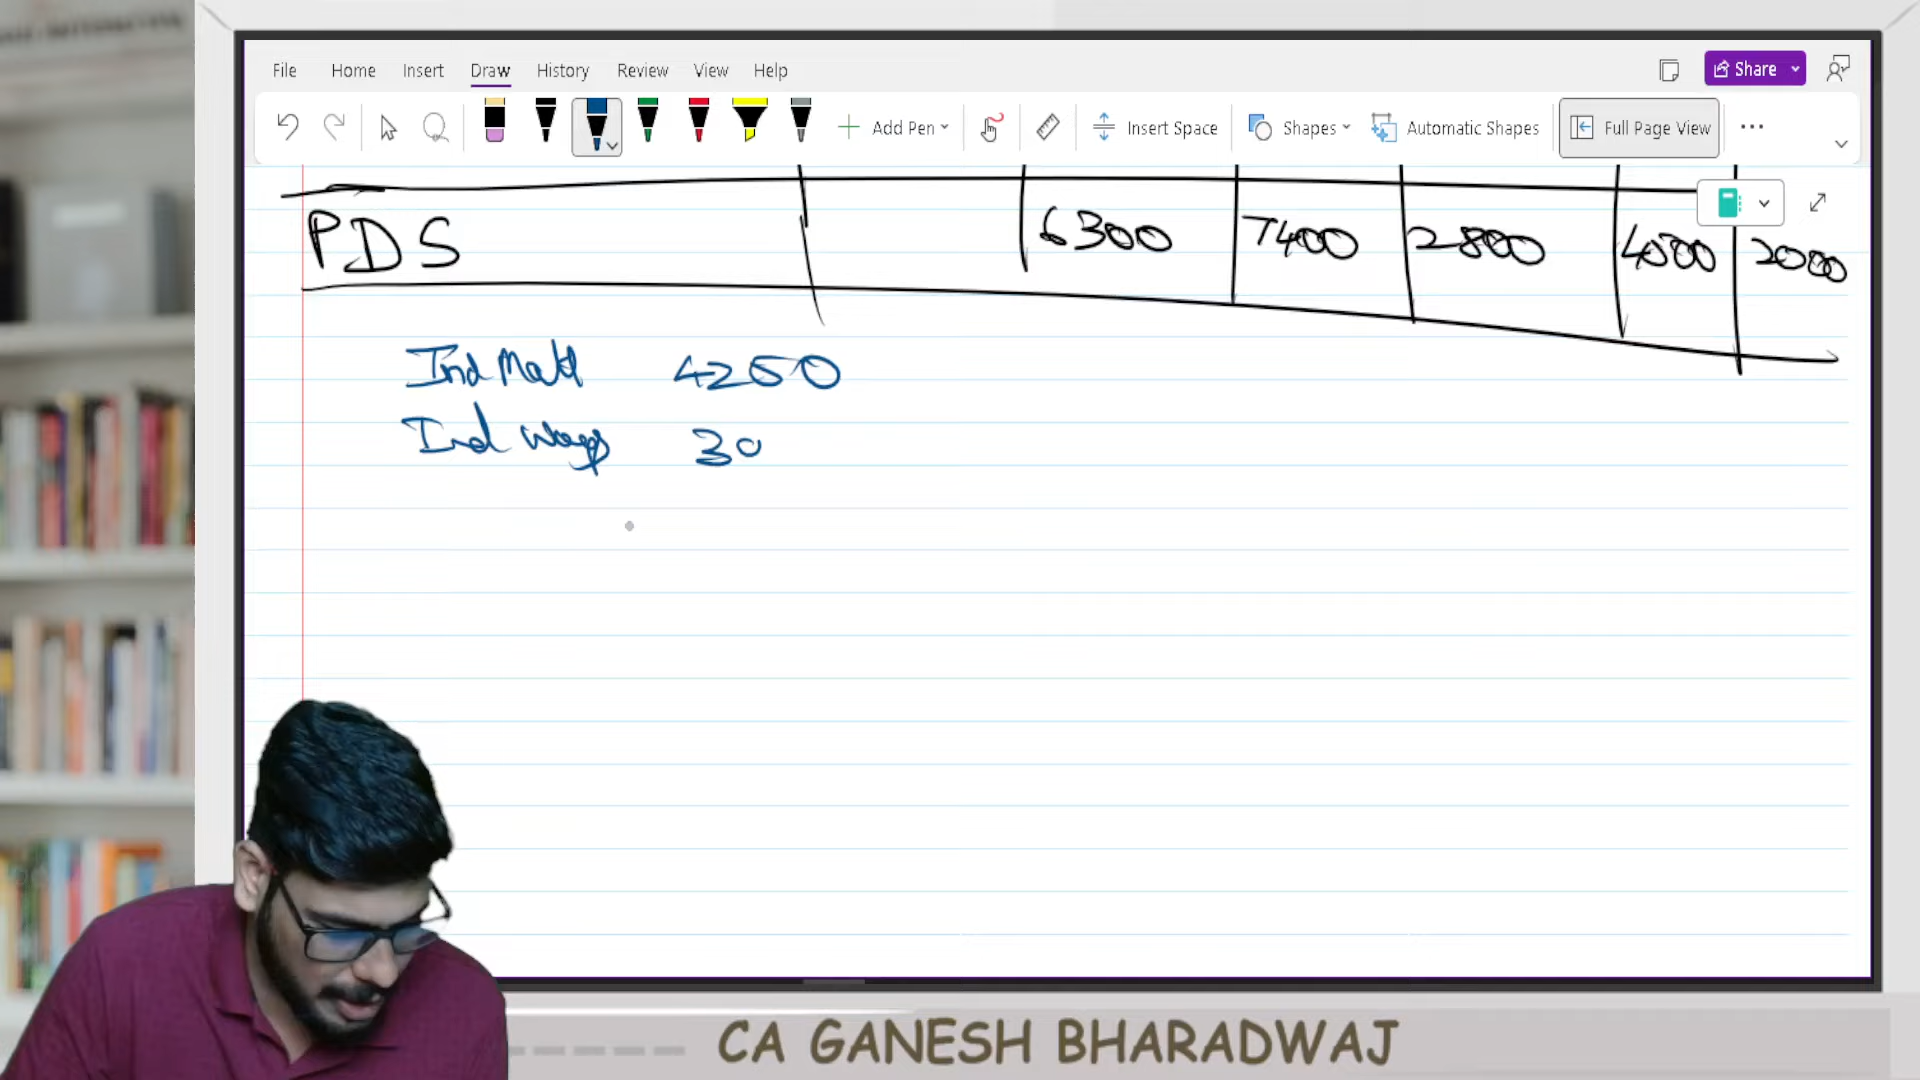 File Home Insert Draw History Review View Help Share
Add Pen Insert Space Shapes Automatic Shapes Full Page View
PDS 6300 7400 2800 4500 2000
Ind Matl 4250
Ind Wages 30
CA GANESH BHARADWAJ